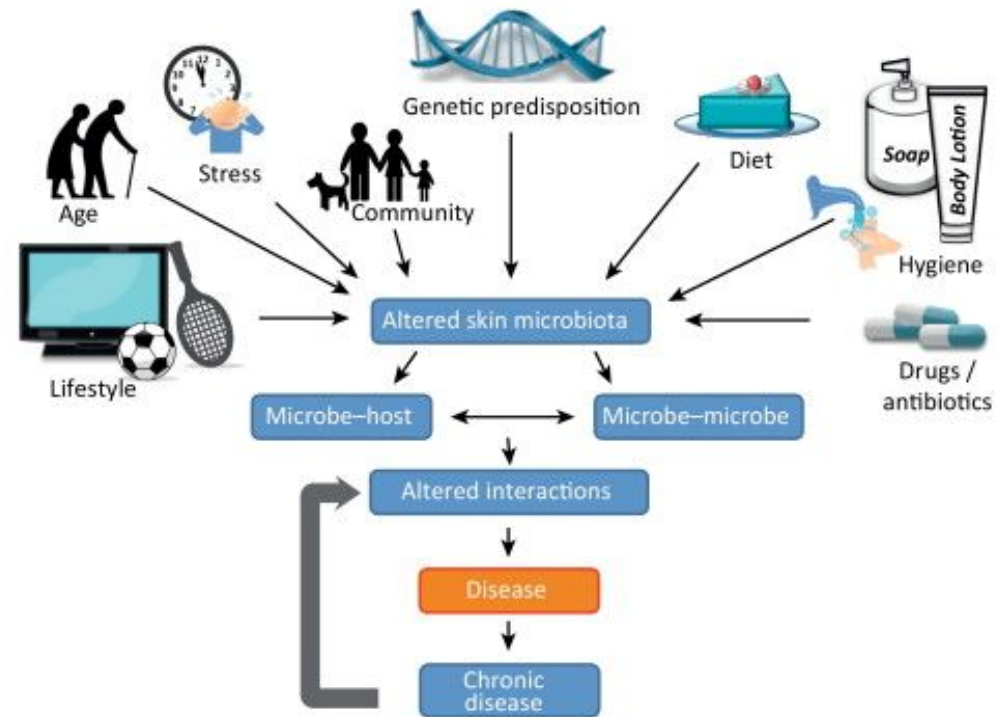 Genetic predisposition
Stress
Diet
Soap
Body Lotion
Age
Community
Hygiene
Lifestyle
Altered skin microbiota
Drugs /
antibiotics
Microbe–host
Microbe–microbe
Altered interactions
Disease
Chronic
disease